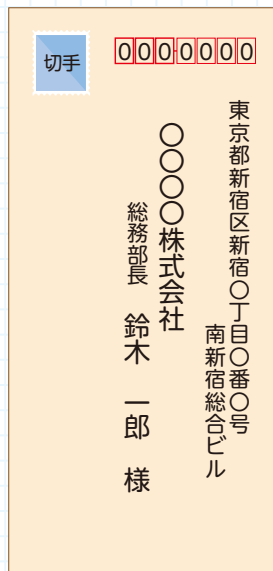 切手
0000000
東京都新宿区新宿〇丁目〇番〇号
南新宿総合ビル
〇〇〇〇株式会社
総務部長　鈴木　一郎　様